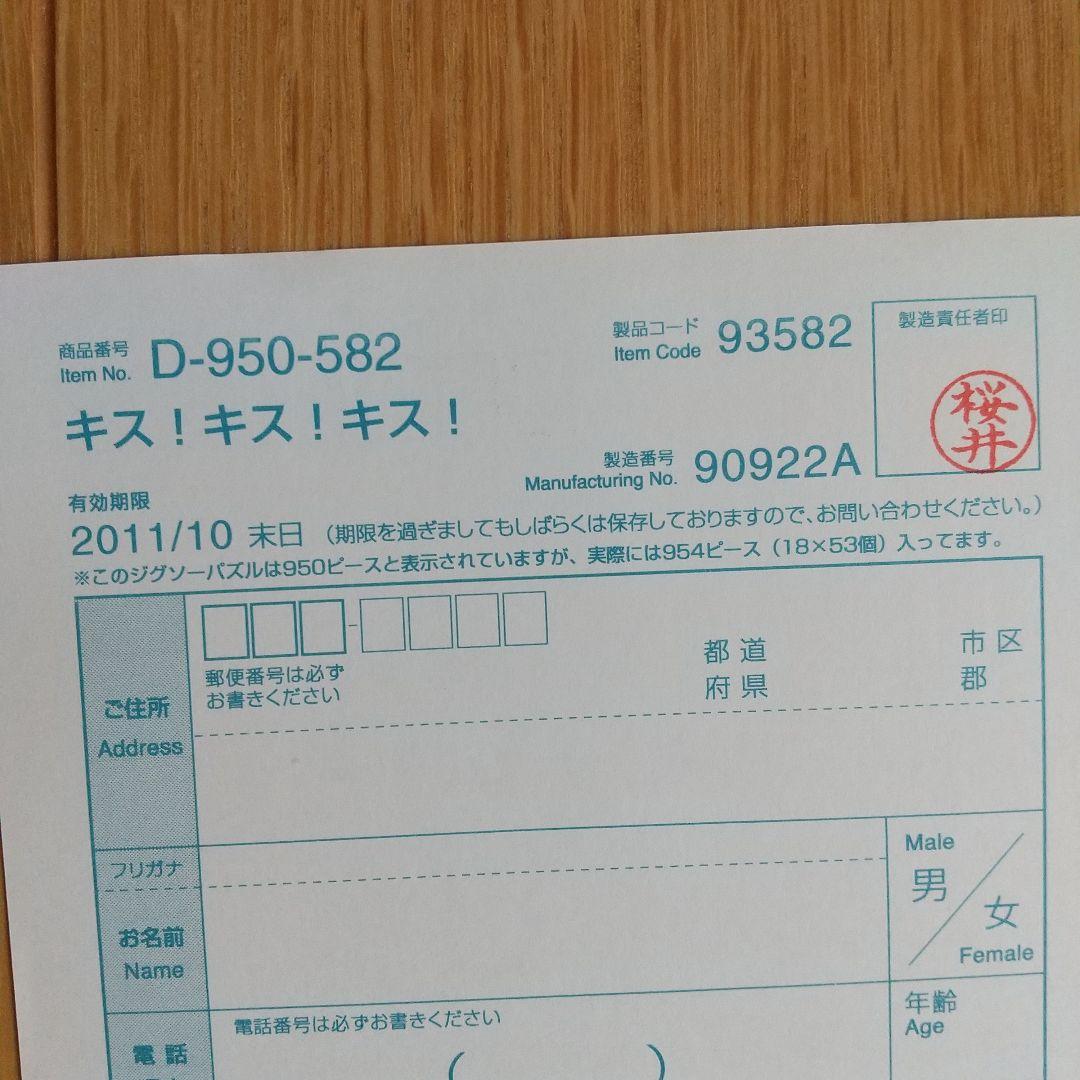 商品番号
Item No. D-950-582
製品コード
Item Code 93582
製造責任者印
桜井
キス！キス！キス！
製造番号
Manufacturing No. 90922A
有効期限
2011/10 末日 （期限を過ぎましてもしばらくは保存しておりますので、お問い合わせください。）
※このジグソーパズルは950ピースと表示されていますが、実際には954ピース（18×53個）入ってます。
ご住所
Address
郵便番号は必ず
お書きください
都 道
府 県
市 区
郡
フリガナ
お名前
Name
Male
男
女
Female
電話番号は必ずお書きください
電 話
(　　)
年齢
Age